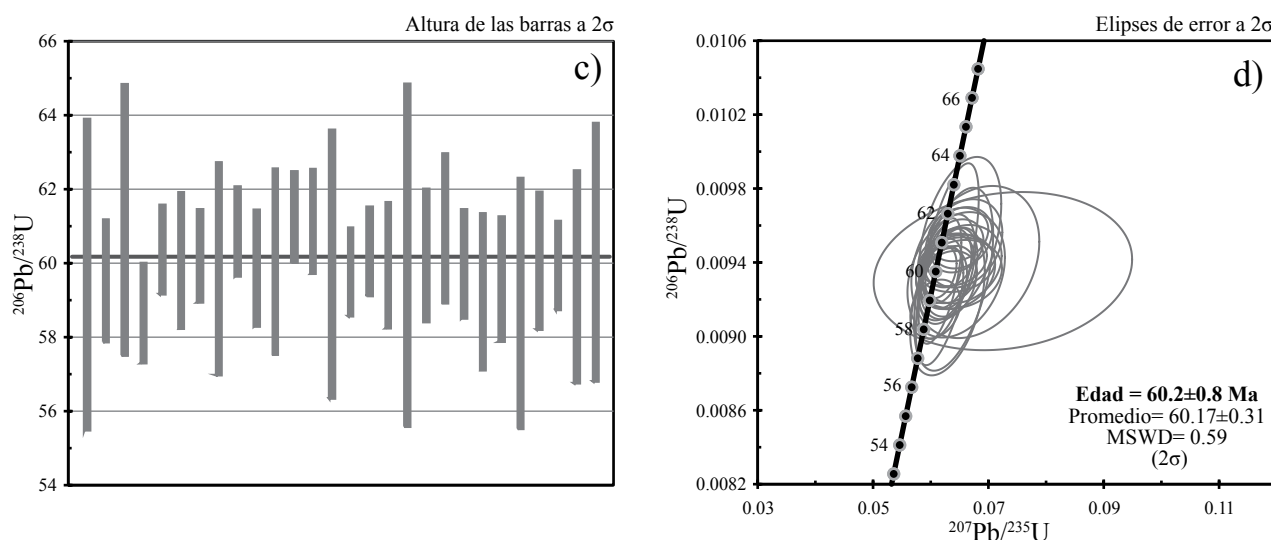 Altura de las barras a 2σ
66
64
62
60
58
56
54
²⁰⁶Pb/²³⁸U
c)
Elipses de error a 2σ
0.0106
0.0102
0.0098
0.0094
0.0090
0.0086
0.0082
²⁰⁶Pb/²³⁸U
d)
66
64
62
60
58
56
54
Edad = 60.2±0.8 Ma
Promedio= 60.17±0.31
MSWD= 0.59
(2σ)
0.03
0.05
0.07
0.09
0.11
²⁰⁷Pb/²³⁵U